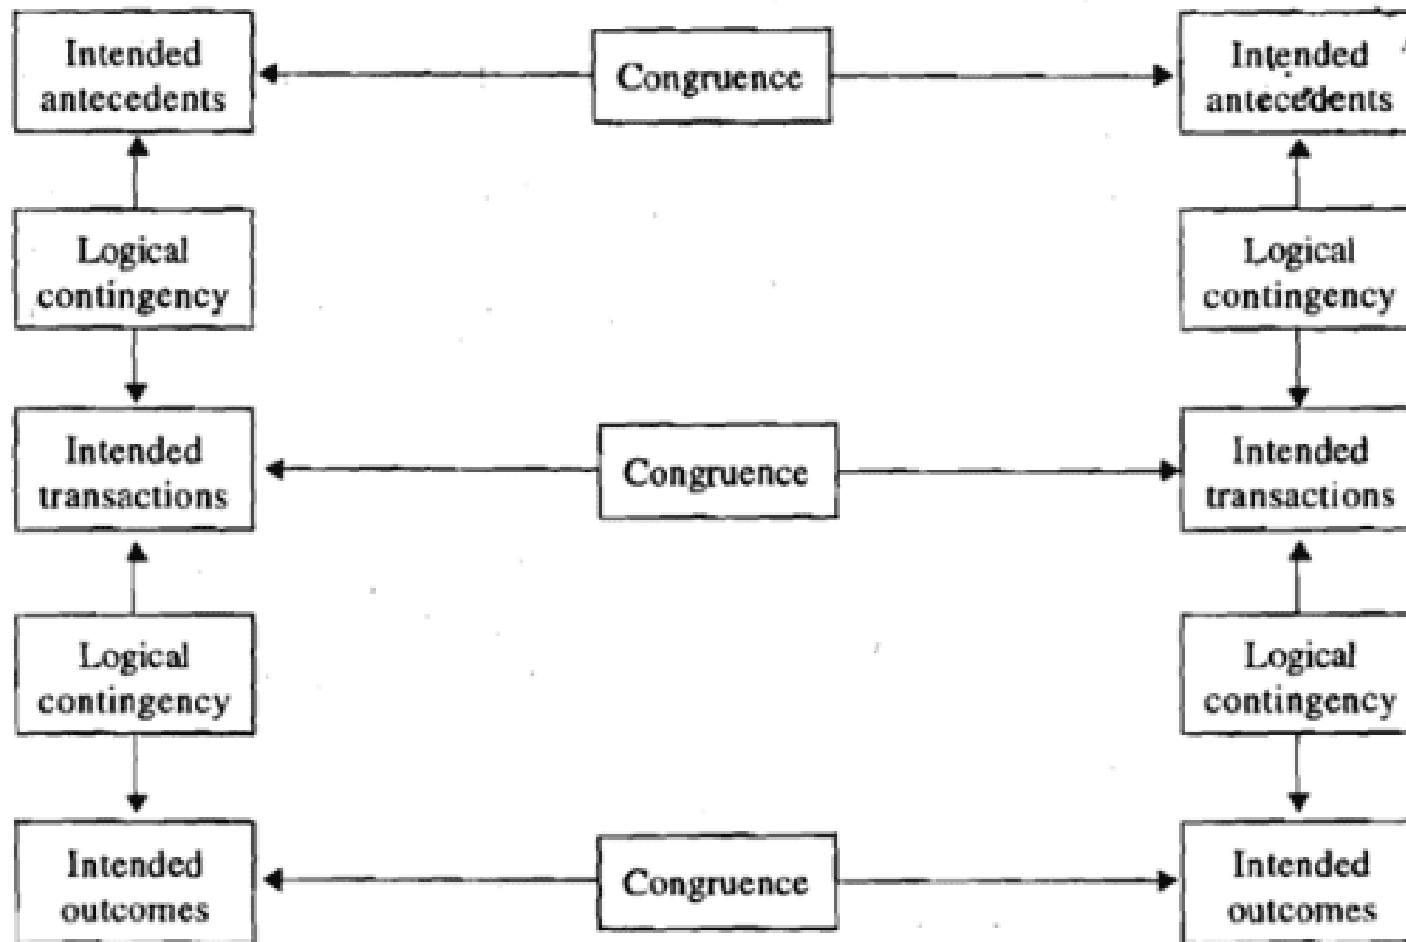 Intended
antecedents
Congruence
Intended
antecedents
Logical
contingency
Logical
contingency
Intended
transactions
Congruence
Intended
transactions
Logical
contingency
Logical
contingency
Intended
outcomes
Congruence
Intended
outcomes